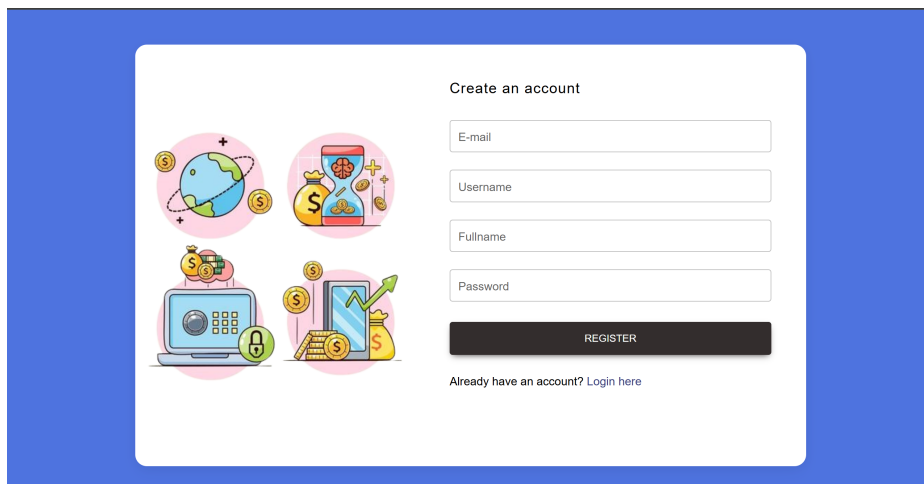 Create an account
E-mail
Username
Fullname
Password
REGISTER
Already have an account? Login here